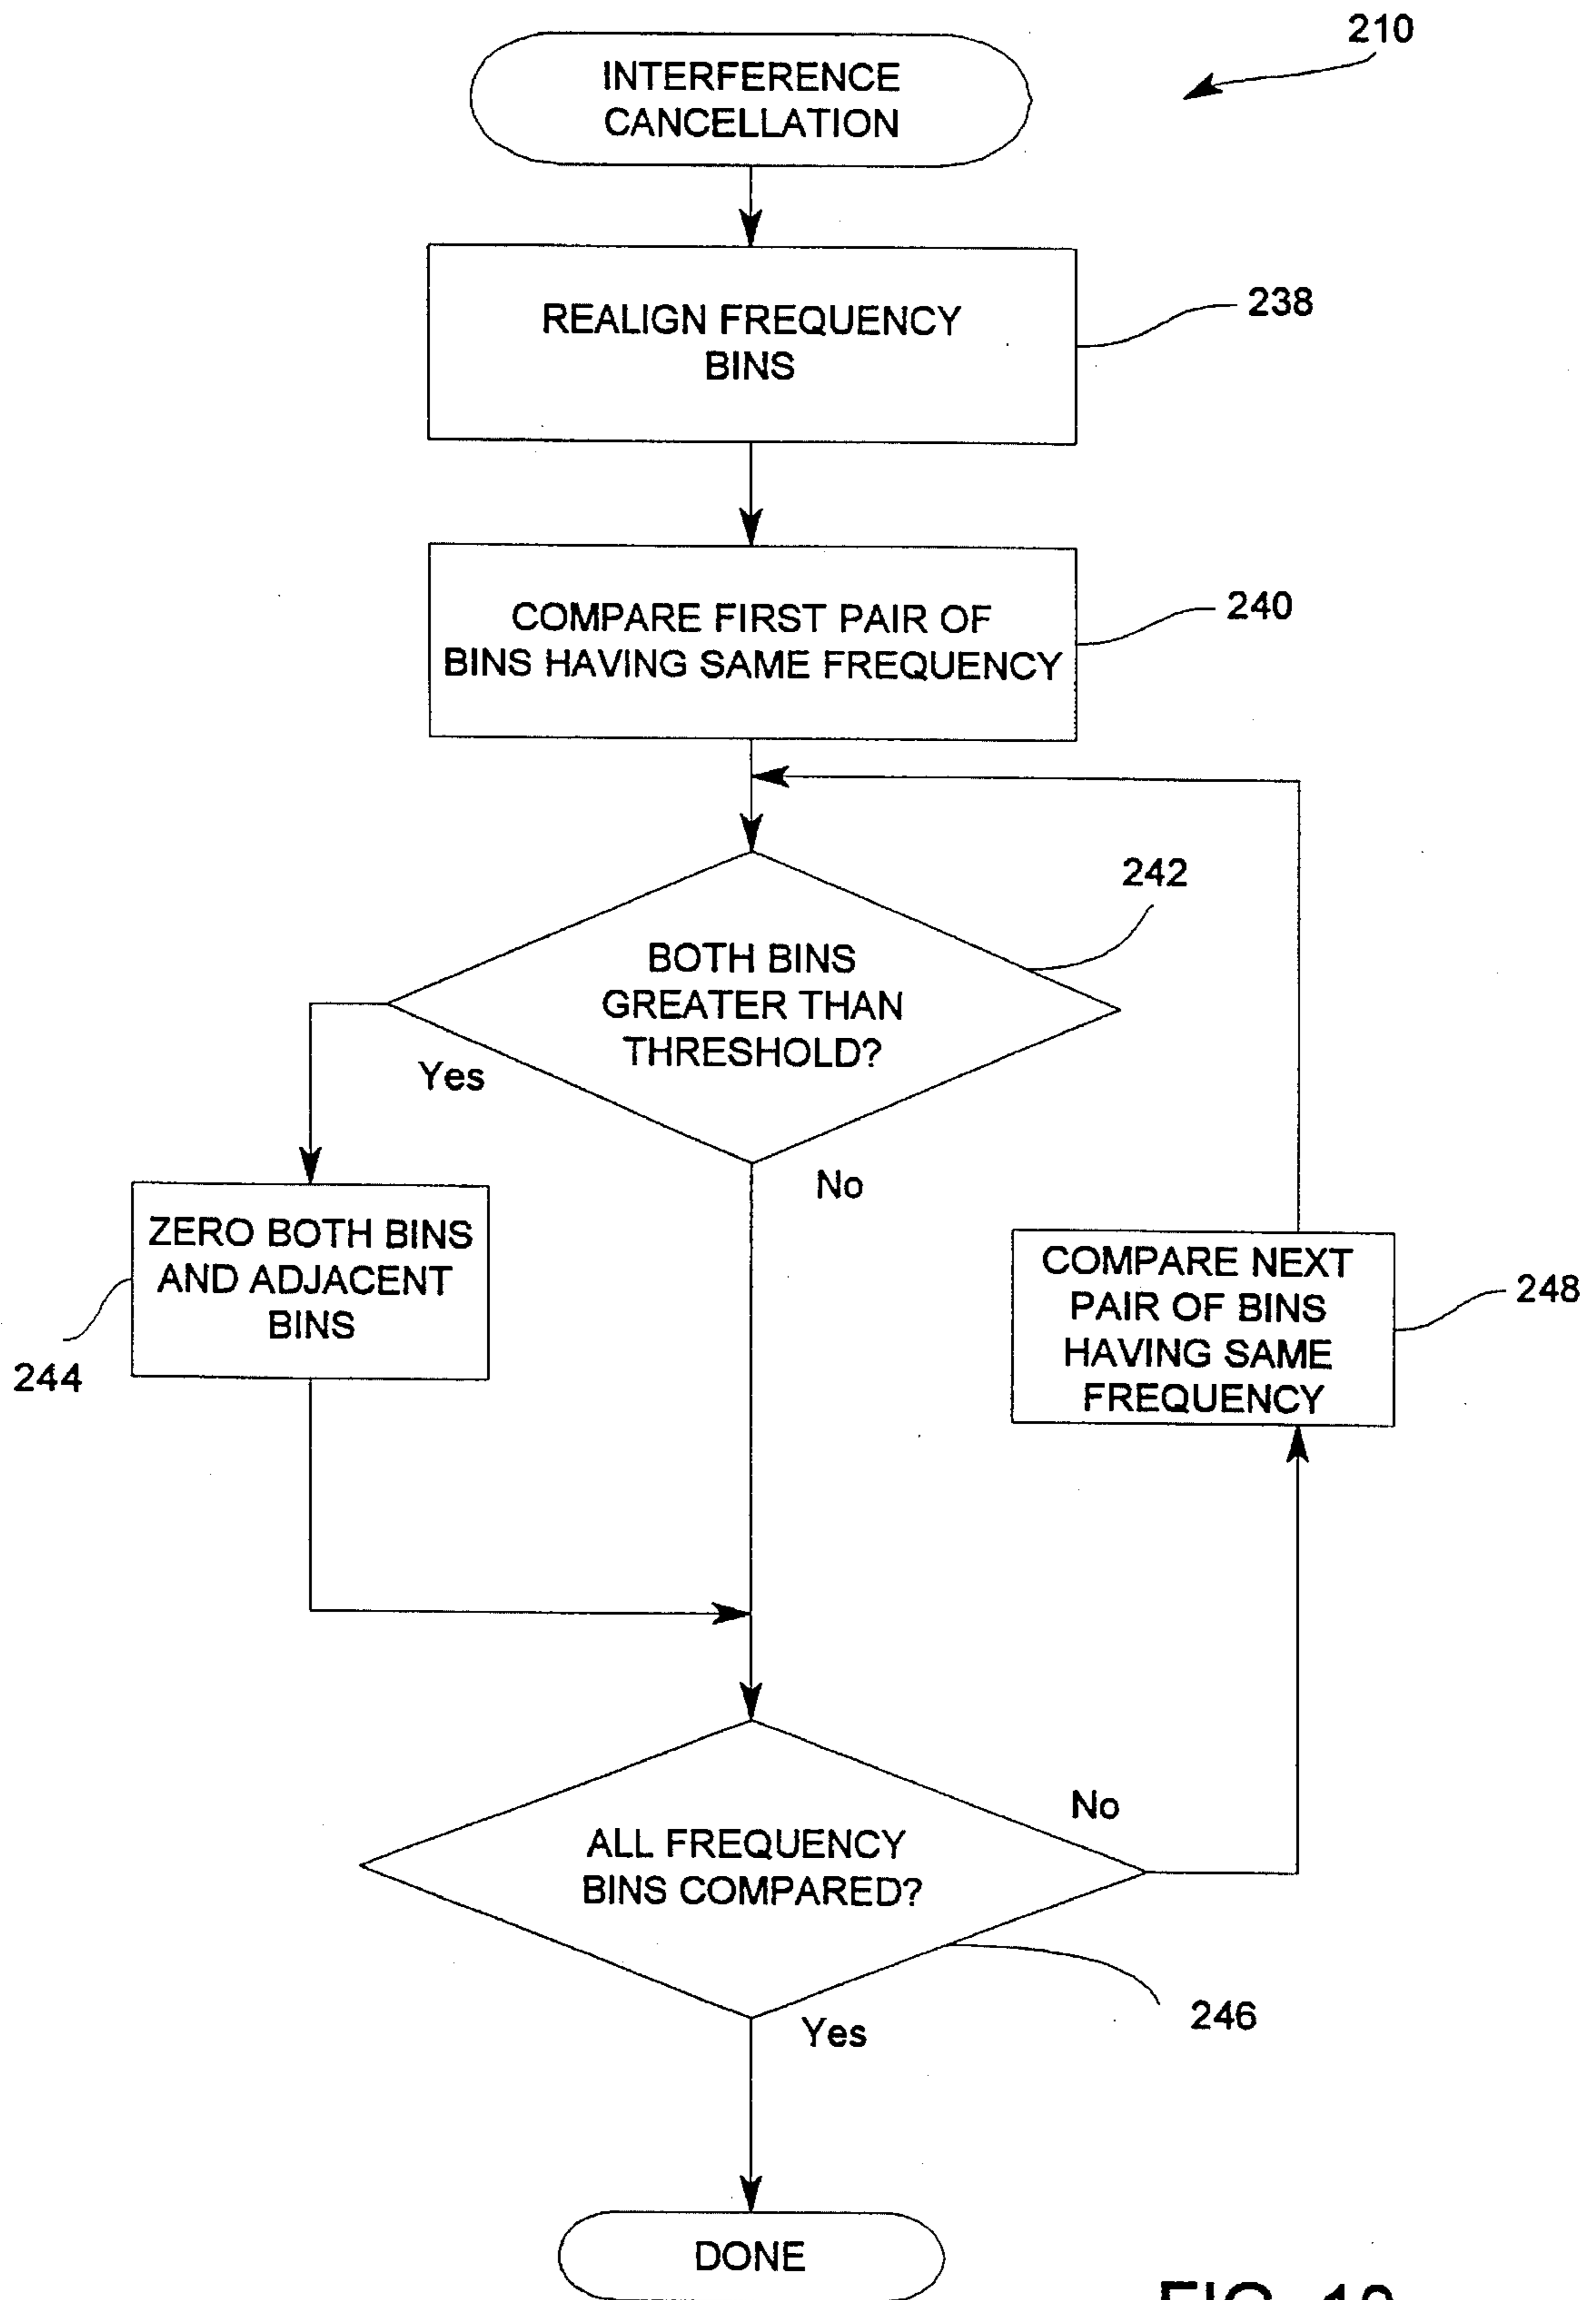 210
INTERFERENCE
CANCELLATION
REALIGN FREQUENCY
BINS
238
COMPARE FIRST PAIR OF
BINS HAVING SAME FREQUENCY
240
242
BOTH BINS
GREATER THAN
THRESHOLD?
Yes
No
ZERO BOTH BINS
AND ADJACENT
BINS
244
COMPARE NEXT
PAIR OF BINS
HAVING SAME
FREQUENCY
248
No
ALL FREQUENCY
BINS COMPARED?
246
Yes
DONE